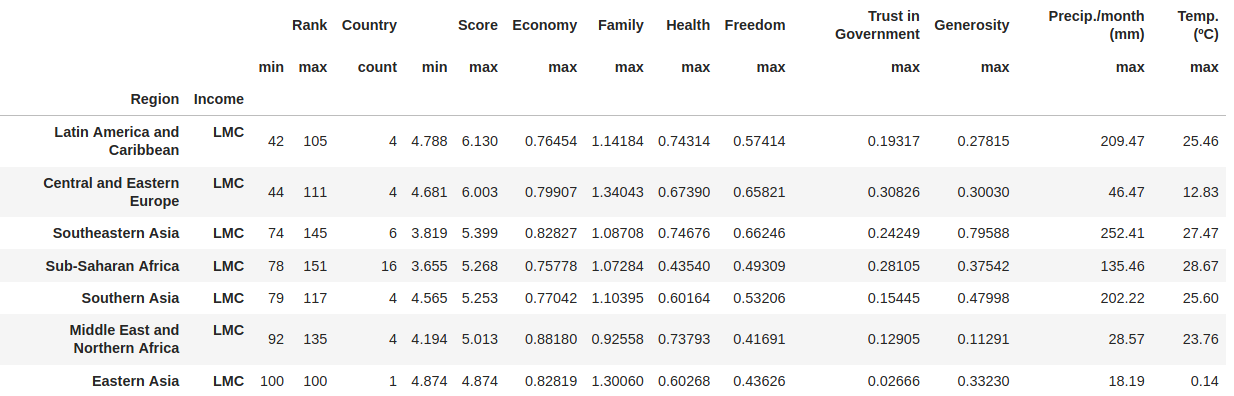 Rank Country Score Economy Family Health Freedom Trust in Government Generosity Precip./month (mm) Temp. (ºC)
min max count min max max max max max max max max max
Region Income
Latin America and Caribbean LMC 42 105 4 4.788 6.130 0.76454 1.14184 0.74314 0.57414 0.19317 0.27815 209.47 25.46
Central and Eastern Europe LMC 44 111 4 4.681 6.003 0.79907 1.34043 0.67390 0.65821 0.30826 0.30030 46.47 12.83
Southeastern Asia LMC 74 145 6 3.819 5.399 0.82827 1.08708 0.74676 0.66246 0.24249 0.79588 252.41 27.47
Sub-Saharan Africa LMC 78 151 16 3.655 5.268 0.75778 1.07284 0.43540 0.49309 0.28105 0.37542 135.46 28.67
Southern Asia LMC 79 117 4 4.565 5.253 0.77042 1.10395 0.60164 0.53206 0.15445 0.47998 202.22 25.60
Middle East and Northern Africa LMC 92 135 4 4.194 5.013 0.88180 0.92558 0.73793 0.41691 0.12905 0.11291 28.57 23.76
Eastern Asia LMC 100 100 1 4.874 4.874 0.82819 1.30060 0.60268 0.43626 0.02666 0.33230 18.19 0.14